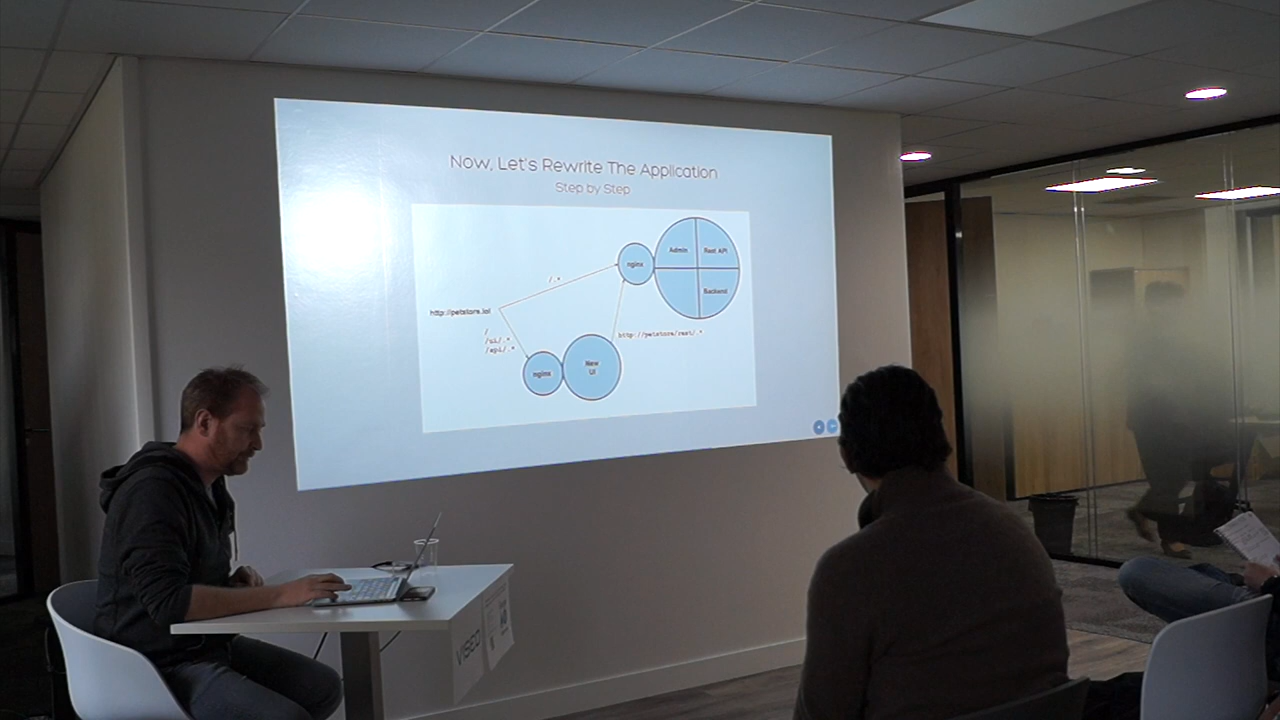 Now, Let's Rewrite The Application
Step by Step
Admin
Rest API
nginx
/.*
Backend
http://petstore.lol
/
/ui/.*
/api/.*
http://petstore/rest/.*
nginx
New
UI
VISEO